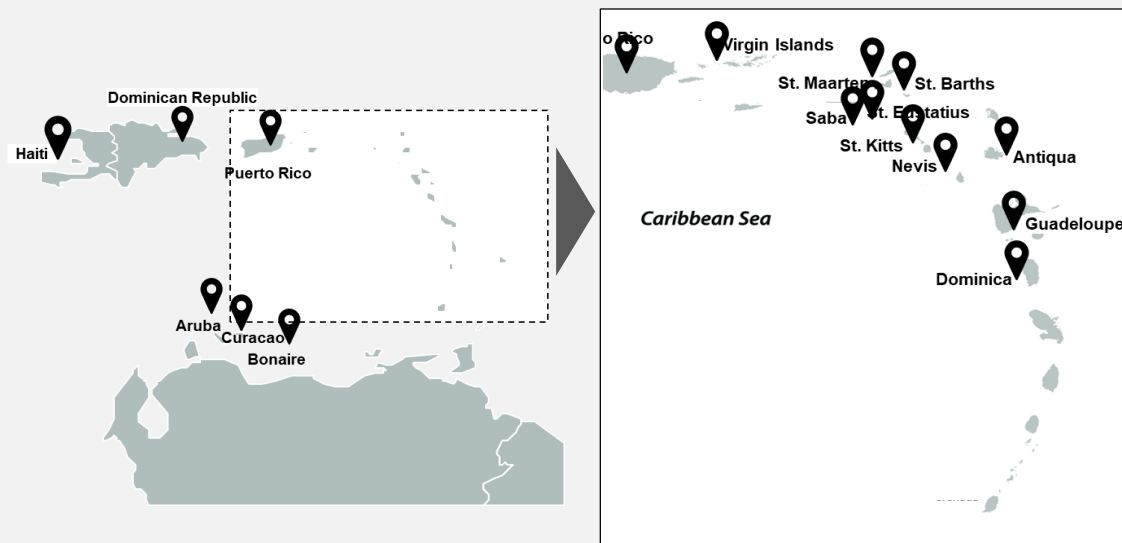 Dominican Republic
Haiti
Puerto Rico
Aruba
Curacao
Bonaire
o Rico
Virgin Islands
St. Maarten
St. Barths
Saba
St. Eustatius
St. Kitts
Nevis
Antiqua
Caribbean Sea
Guadeloupe
Dominica